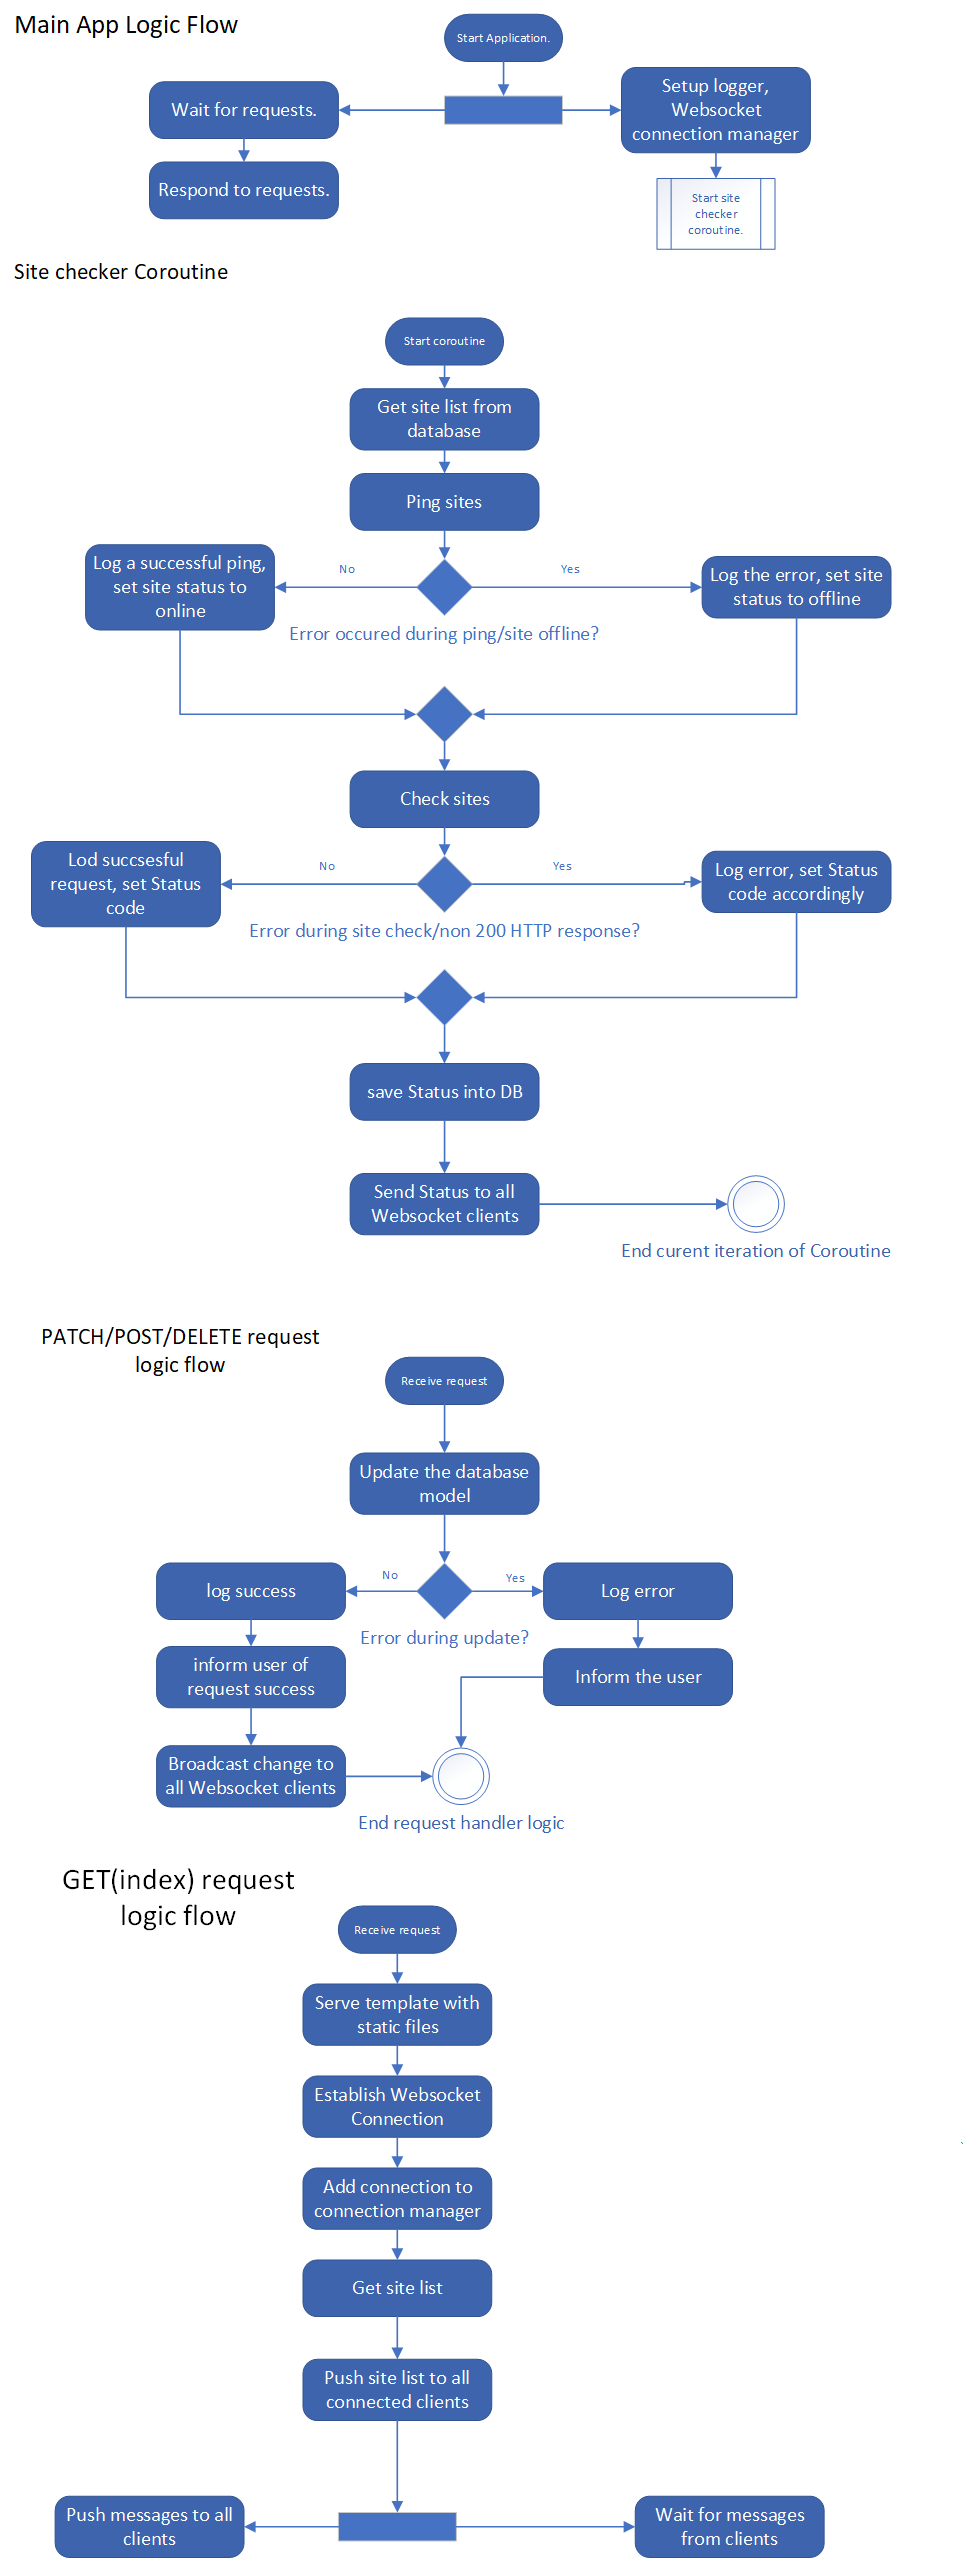 Main App Logic Flow
Start Application.
Wait for requests.
Setup logger,
Websocket
connection manager
Respond to requests.
Start site
checker
coroutine.
Site checker Coroutine
Start coroutine
Get site list from
database
Ping sites
Log a successful ping,
set site status to
online
No
Yes
Log the error, set site
status to offline
Error occured during ping/site offline?
Check sites
Lod succsesful
request, set Status
code
No
Yes
Log error, set Status
code accordingly
Error during site check/non 200 HTTP response?
save Status into DB
Send Status to all
Websocket clients
End curent iteration of Coroutine
PATCH/POST/DELETE request
logic flow
Receive request
Update the database
model
log success
No
Yes
Log error
Error during update?
inform user of
request success
Inform the user
Broadcast change to
all Websocket clients
End request handler logic
GET(index) request
logic flow
Receive request
Serve template with
static files
Establish Websocket
Connection
Add connection to
connection manager
Get site list
Push site list to all
connected clients
Push messages to all
clients
Wait for messages
from clients